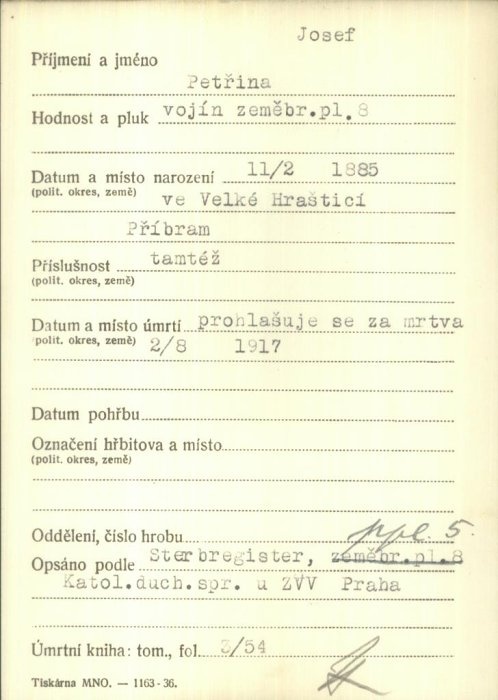 Josef
Příjmení a jméno
Petřina
Hodnost a pluk vojín zeměbr.pl.8
Datum a místo narození 11/2 1885
(polit. okres, země) ve Velké Hrašticí
Příbram
Příslušnost tamtéž
(polit. okres, země)
Datum a místo úmrtí prohlašuje se za mrtva
polit. okres, země) 2/8 1917
Datum pohřbu
Označení hřbitova a místo
(polit. okres, země)
Oddělení, číslo hrobu ppl. 5.
Opsáno podle Sterbregister, zeměbr.pl.8
Katol.duch.spr. u ZVV Praha
Úmrtní kniha: tom., fol. 3/54
Tiskárna MNO. — 1163-36.